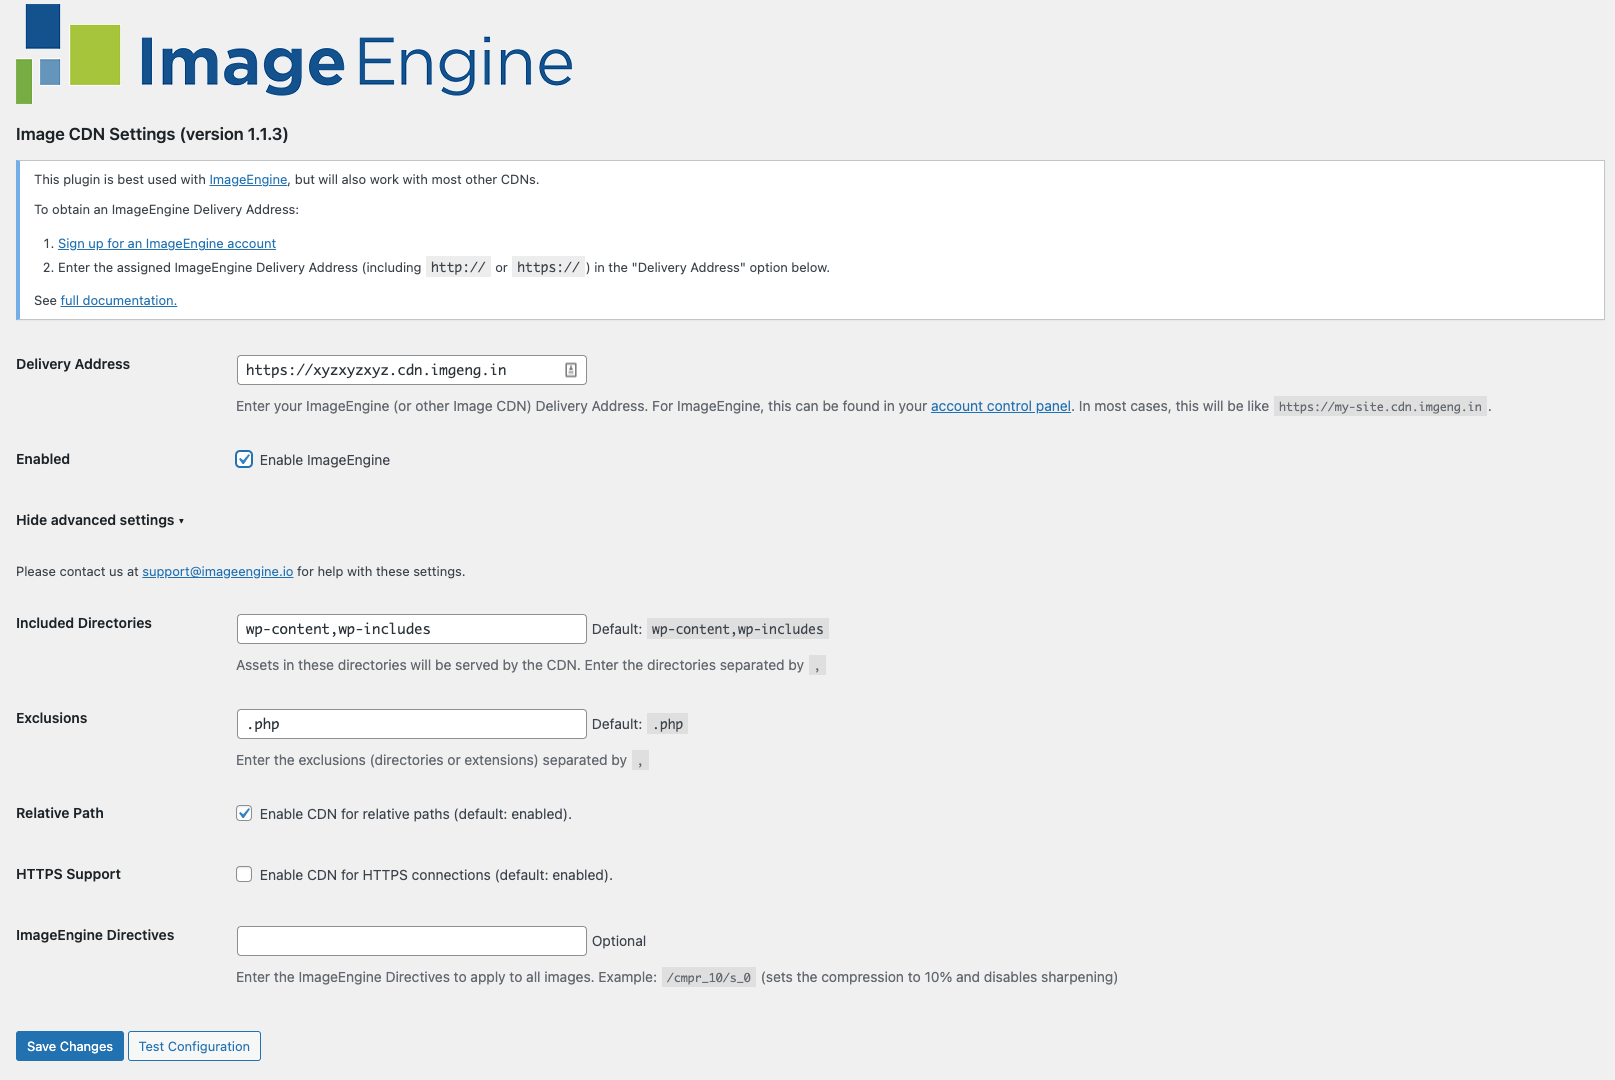 ImageEngine
Image CDN Settings (version 1.1.3)
This plugin is best used with ImageEngine, but will also work with most other CDNs.
To obtain an ImageEngine Delivery Address:
1. Sign up for an ImageEngine account
2. Enter the assigned ImageEngine Delivery Address (including http:// or https:// ) in the "Delivery Address" option below.
See full documentation.
Delivery Address
https://xyzxyzxyz.cdn.imgeng.in
Enter your ImageEngine (or other Image CDN) Delivery Address. For ImageEngine, this can be found in your account control panel. In most cases, this will be like https://my-site.cdn.imgeng.in .
Enabled
Enable ImageEngine
Hide advanced settings ▾
Please contact us at support@imageengine.io for help with these settings.
Included Directories
wp-content,wp-includes Default: wp-content,wp-includes
Assets in these directories will be served by the CDN. Enter the directories separated by ,
Exclusions
.php Default: .php
Enter the exclusions (directories or extensions) separated by ,
Relative Path
Enable CDN for relative paths (default: enabled).
HTTPS Support
Enable CDN for HTTPS connections (default: enabled).
ImageEngine Directives
Optional
Enter the ImageEngine Directives to apply to all images. Example: /cmpr_10/s_0 (sets the compression to 10% and disables sharpening)
Save Changes Test Configuration